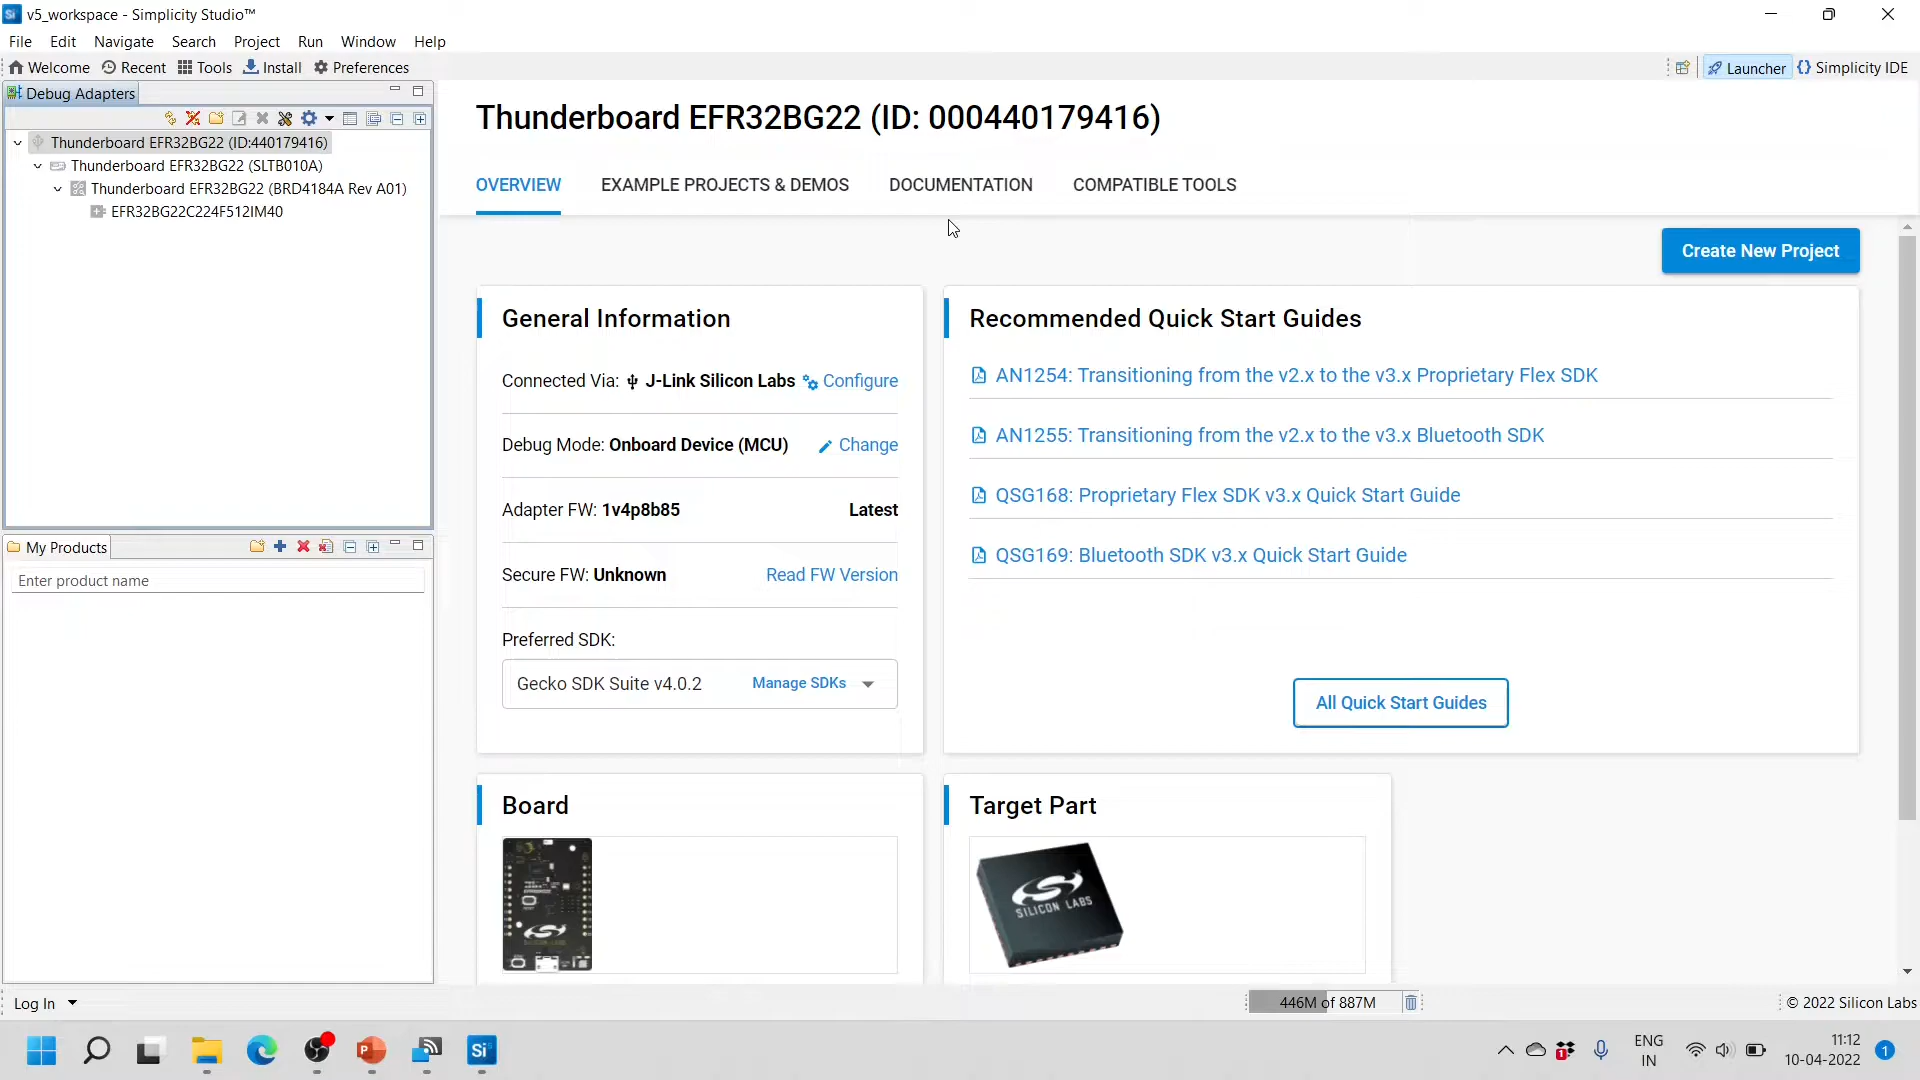 v5_workspace - Simplicity Studio™
File Edit Navigate Search Project Run Window Help
Welcome Recent Tools Install Preferences
Launcher Simplicity IDE
Debug Adapters
Thunderboard EFR32BG22 (ID:440179416)
Thunderboard EFR32BG22 (SLTB010A)
Thunderboard EFR32BG22 (BRD4184A Rev A01)
EFR32BG22C224F512IM40
My Products
Enter product name
Thunderboard EFR32BG22 (ID: 000440179416)
OVERVIEW EXAMPLE PROJECTS & DEMOS DOCUMENTATION COMPATIBLE TOOLS
Create New Project
General Information
Connected Via: J-Link Silicon Labs Configure
Debug Mode: Onboard Device (MCU) Change
Adapter FW: 1v4p8b85 Latest
Secure FW: Unknown Read FW Version
Preferred SDK:
Gecko SDK Suite v4.0.2 Manage SDKs
Recommended Quick Start Guides
AN1254: Transitioning from the v2.x to the v3.x Proprietary Flex SDK
AN1255: Transitioning from the v2.x to the v3.x Bluetooth SDK
QSG168: Proprietary Flex SDK v3.x Quick Start Guide
QSG169: Bluetooth SDK v3.x Quick Start Guide
All Quick Start Guides
Board
Target Part
SILICON LABS
Log In
446M of 887M
© 2022 Silicon Labs
Si
ENG
IN
11:12
10-04-2022
1